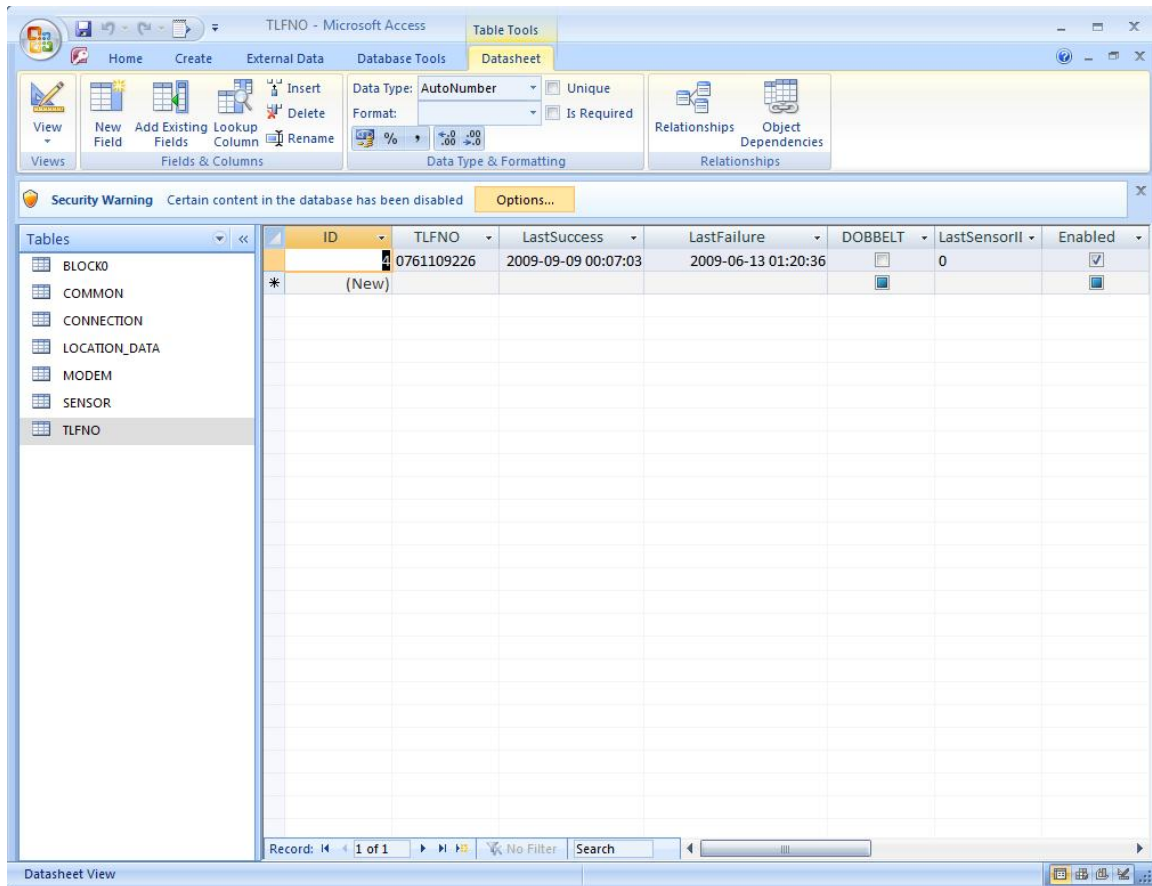 TLFNO - Microsoft Access
Table Tools
Home Create External Data Database Tools Datasheet
View
New Field
Add Existing Fields
Lookup Column
Insert
Delete
Rename
Data Type: AutoNumber
Format:
Unique
Is Required
% , .0 .00 .00 .0
Relationships
Object Dependencies
Views
Fields & Columns
Data Type & Formatting
Relationships
Security Warning Certain content in the database has been disabled Options...
Tables
BLOCK0
COMMON
CONNECTION
LOCATION_DATA
MODEM
SENSOR
TLFNO
ID TLFNO LastSuccess LastFailure DOBBELT LastSensorII Enabled
4 0761109226 2009-09-09 00:07:03 2009-06-13 01:20:36 0
* (New)
Record: 1 of 1 No Filter Search
Datasheet View